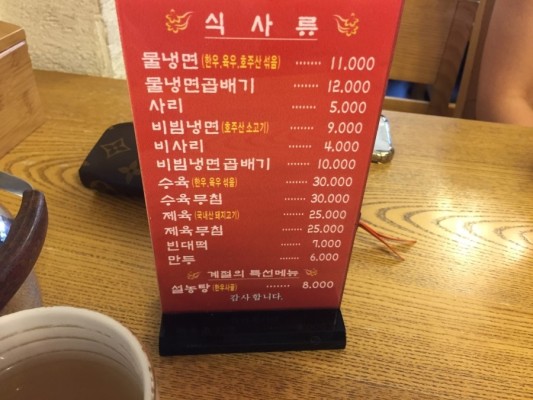 식 사 류
물냉면 (한우,육우,호주산 섞음) ······· 11,000
물냉면곱배기 ······· 12,000
사리 ······· 5,000
비빔냉면 (호주산 소고기) ······· 9,000
비사리 ······· 4,000
비빔냉면곱배기 ······· 10,000
수육 (한우,육우 섞음) ······· 30,000
수육무침 ······· 30,000
제육 (국내산 돼지고기) ······· 25,000
제육무침 ······· 25,000
빈대떡 ······· 7,000
만두 ······· 6,000
계절의 특선메뉴
설농탕 (한우사용) ······· 8,000
감사합니다.